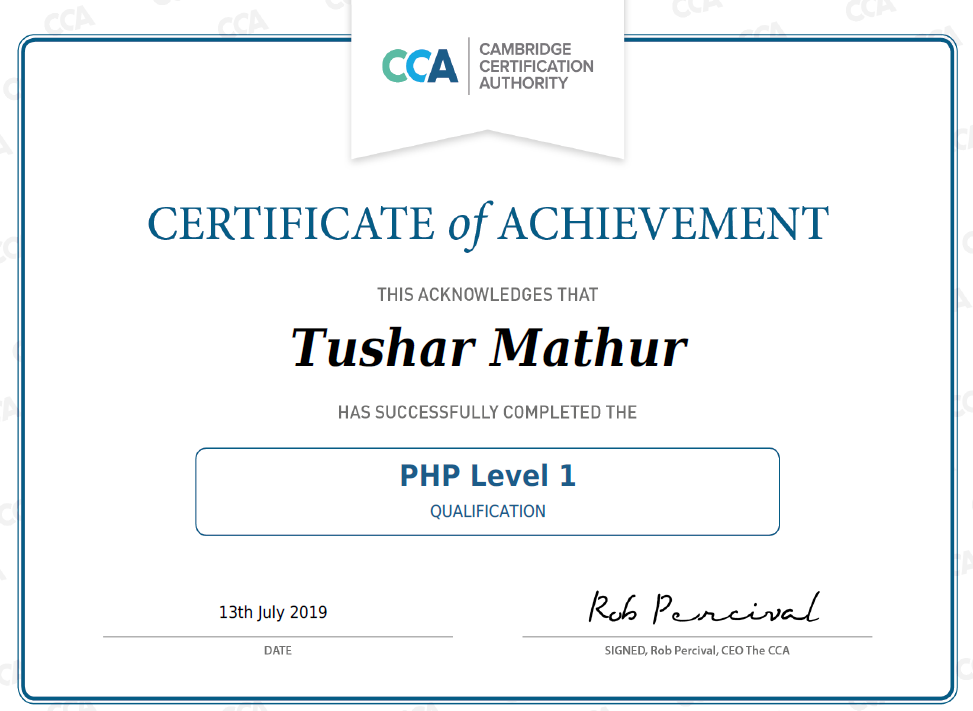 CCA
CAMBRIDGE
CERTIFICATION
AUTHORITY
CERTIFICATE of ACHIEVEMENT
THIS ACKNOWLEDGES THAT
Tushar Mathur
HAS SUCCESSFULLY COMPLETED THE
PHP Level 1
QUALIFICATION
13th July 2019
Rob Percival
DATE
SIGNED, Rob Percival, CEO The CCA